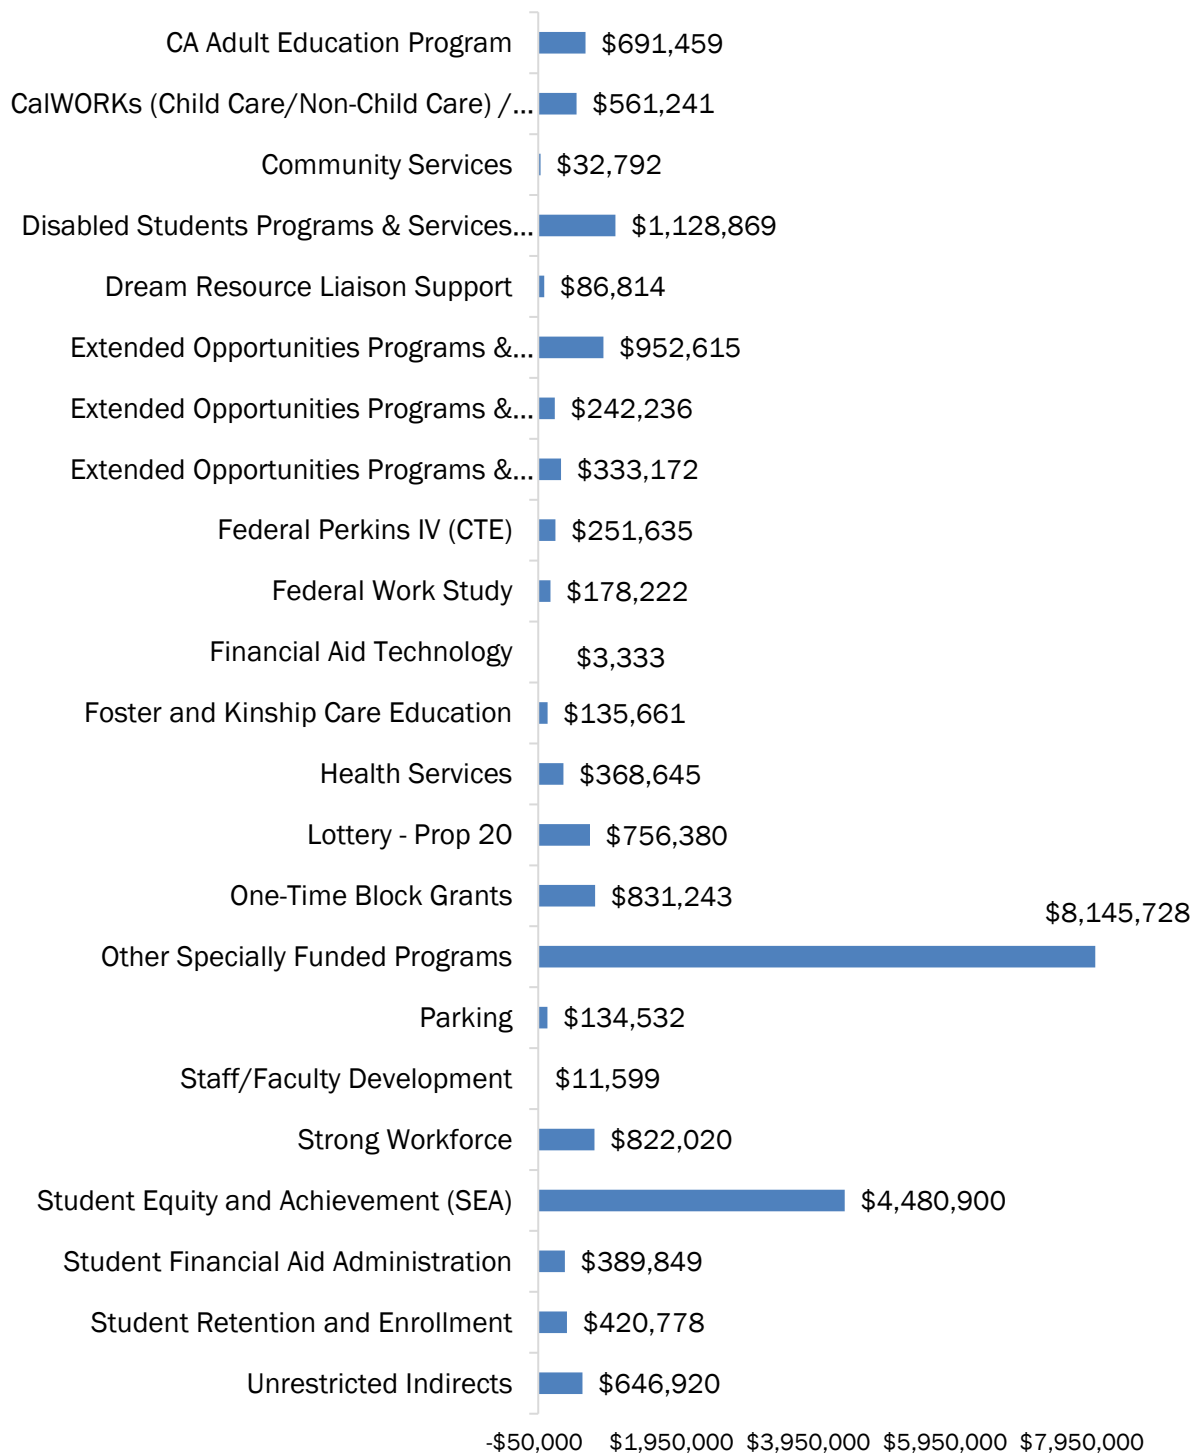 CA Adult Education Program $691,459
CalWORKs (Child Care/Non-Child Care) /... $561,241
Community Services $32,792
Disabled Students Programs & Services... $1,128,869
Dream Resource Liaison Support $86,814
Extended Opportunities Programs &... $952,615
Extended Opportunities Programs &... $242,236
Extended Opportunities Programs &... $333,172
Federal Perkins IV (CTE) $251,635
Federal Work Study $178,222
Financial Aid Technology $3,333
Foster and Kinship Care Education $135,661
Health Services $368,645
Lottery - Prop 20 $756,380
One-Time Block Grants $831,243
$8,145,728
Other Specially Funded Programs
Parking $134,532
Staff/Faculty Development $11,599
Strong Workforce $822,020
Student Equity and Achievement (SEA) $4,480,900
Student Financial Aid Administration $389,849
Student Retention and Enrollment $420,778
Unrestricted Indirects $646,920
-$50,000 $1,950,000 $3,950,000 $5,950,000 $7,950,000